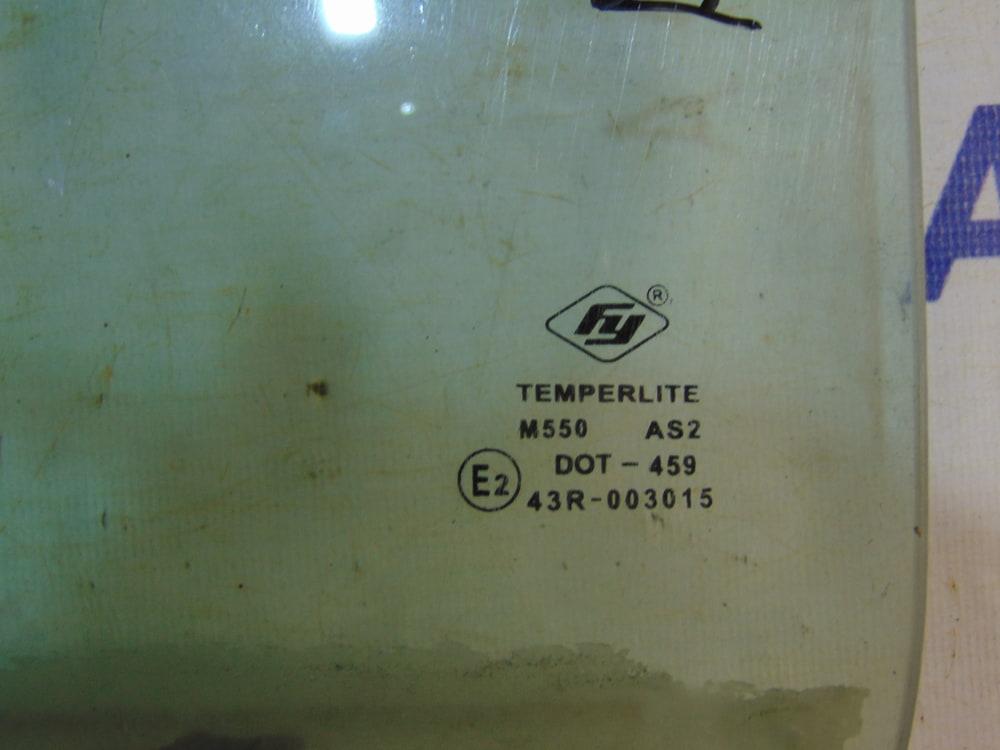 fy ®
TEMPERLITE
M550 AS2
DOT – 459
E2
43R-003015
A